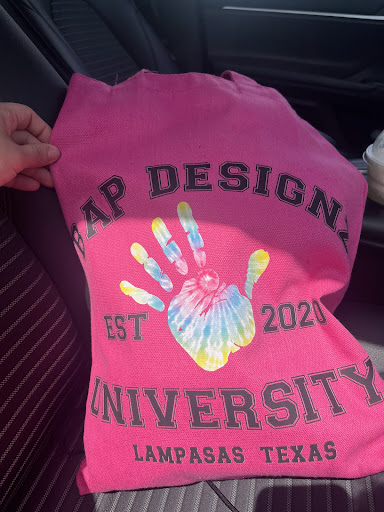 BAP DESIGNZ
EST 2020
UNIVERSITY
LAMPASAS TEXAS